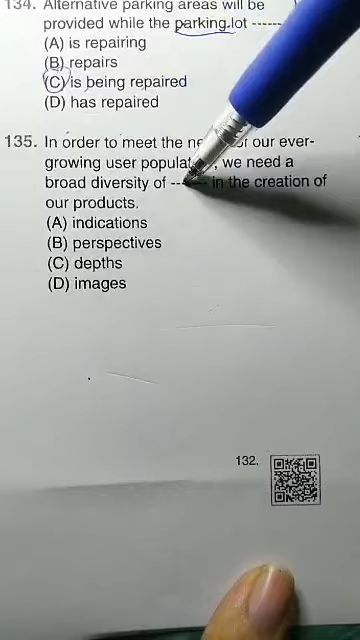 134. Alternative parking areas will be
provided while the parking lot -------
(A) is repairing
(B) repairs
(C) is being repaired
(D) has repaired
135. In order to meet the of our ever-
growing user we need a
broad diversity of ------- in the creation of
our products.
(A) indications
(B) perspectives
(C) depths
(D) images
132.